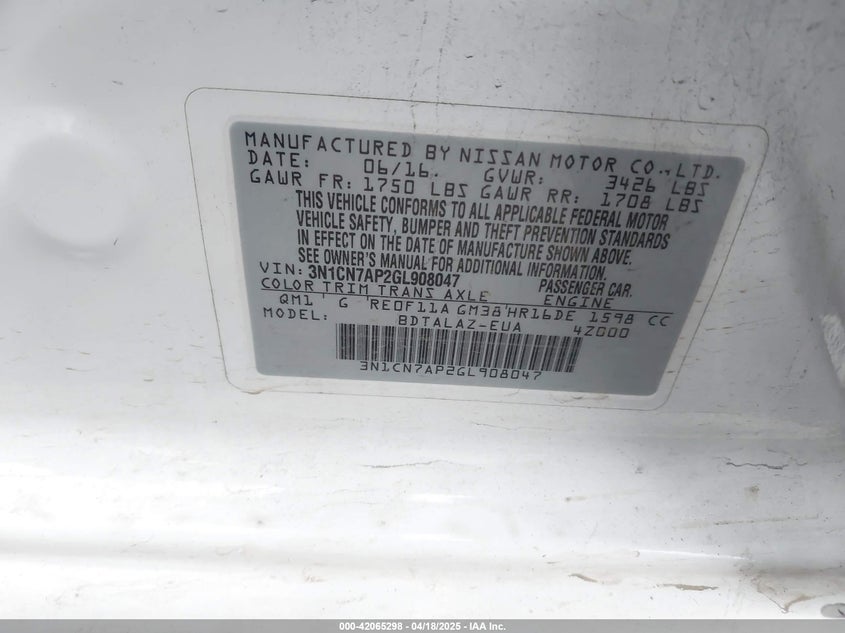 MANUFACTURED BY NISSAN MOTOR CO.,LTD.
DATE: 06/16. GVWR: 3426 LBS
GAWR FR: 1750 LBS GAWR RR: 1708 LBS
THIS VEHICLE CONFORMS TO ALL APPLICABLE FEDERAL MOTOR
VEHICLE SAFETY, BUMPER AND THEFT PREVENTION STANDARDS
IN EFFECT ON THE DATE OF MANUFACTURE SHOWN ABOVE.
SEE OWNER'S MANUAL FOR ADDITIONAL INFORMATION.
VIN: 3N1CN7AP2GL908047 PASSENGER CAR.
COLOR TRIM TRANS AXLE ENGINE
QM1 G RE0F11A GM38 HR16DE 1598 CC
MODEL: BDTALAZ-EUA 4Z000
3N1CN7AP2GL908047
000-42065298 - 04/18/2025 - IAA Inc.